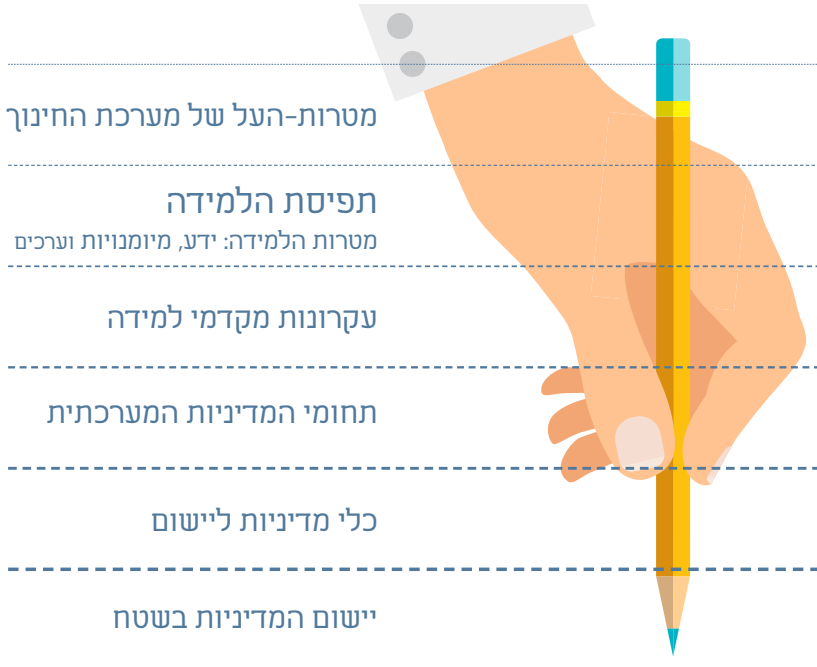 מטרות-העל של מערכת החינוך
תפיסת הלמידה
מטרות הלמידה: ידע, מיומנויות וערכים
עקרונות מקדמי למידה
תחומי המדיניות המערכתית
כלי מדיניות ליישום
יישום המדיניות בשטח